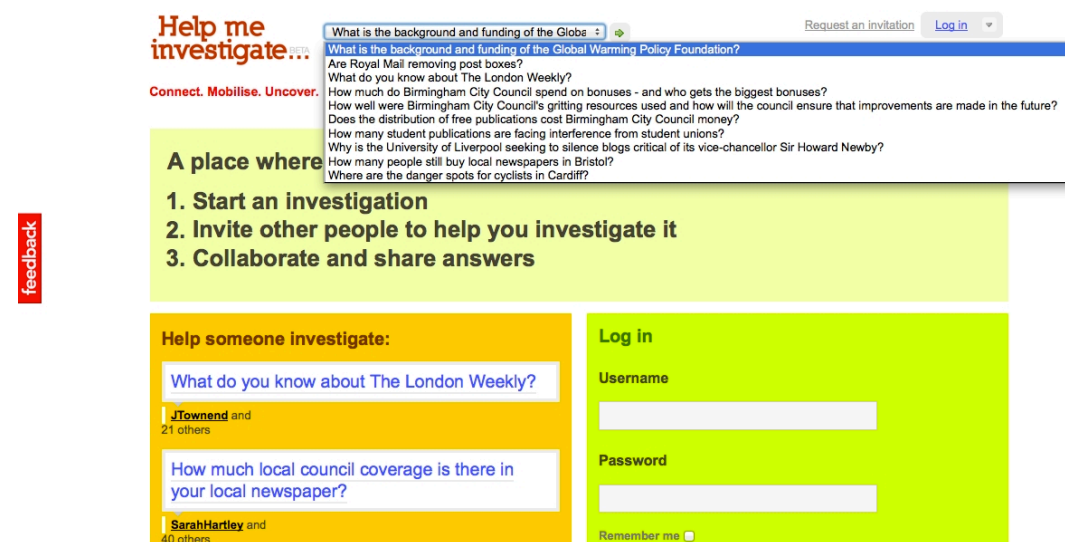 Help me
investigate...
BETA
What is the background and funding of the Globa
Request an invitation
Log in
What is the background and funding of the Global Warming Policy Foundation?
Are Royal Mail removing post boxes?
What do you know about The London Weekly?
How much do Birmingham City Council spend on bonuses - and who gets the biggest bonuses?
How well were Birmingham City Council's gritting resources used and how will the council ensure that improvements are made in the future?
Does the distribution of free publications cost Birmingham City Council money?
How many student publications are facing interference from student unions?
Why is the University of Liverpool seeking to silence blogs critical of its vice-chancellor Sir Howard Newby?
How many people still buy local newspapers in Bristol?
Where are the danger spots for cyclists in Cardiff?
Connect. Mobilise. Uncover.
A place where
1. Start an investigation
2. Invite other people to help you investigate it
3. Collaborate and share answers
feedback
Help someone investigate:
What do you know about The London Weekly?
JTownend and
21 others
How much local council coverage is there in
your local newspaper?
SarahHartley and
40 others
Log in
Username
Password
Remember me